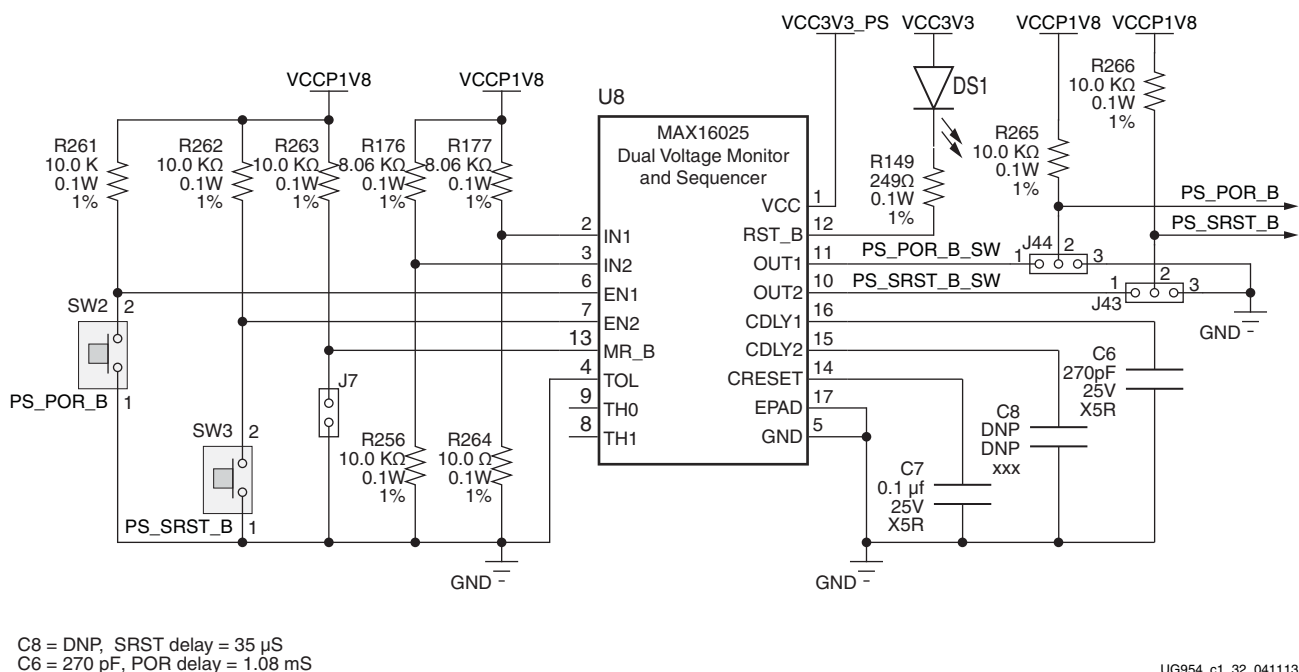 VCC3V3_PS
VCC3V3
VCCP1V8
VCCP1V8
VCCP1V8
VCCP1V8
R261
10.0 K
0.1W
1%
R262
10.0 KΩ
0.1W
1%
R263
10.0 KΩ
0.1W
1%
R176
8.06 KΩ
0.1W
1%
R177
8.06 KΩ
0.1W
1%
U8
MAX16025
Dual Voltage Monitor
and Sequencer
2 IN1
3 IN2
6 EN1
7 EN2
13 MR_B
4 TOL
9 TH0
8 TH1
VCC 1
RST_B 12
OUT1 11
OUT2 10
CDLY1 16
CDLY2 15
CRESET 14
EPAD 17
GND 5
DS1
R149
249Ω
0.1W
1%
R265
10.0 KΩ
0.1W
1%
R266
10.0 KΩ
0.1W
1%
PS_POR_B
PS_SRST_B
PS_POR_B_SW
PS_SRST_B_SW
J44
1
2
3
1
2
3
J43
GND
SW2
2
PS_POR_B
1
SW3
2
PS_SRST_B
1
J7
R256
10.0 KΩ
0.1W
1%
R264
10.0 Ω
0.1W
1%
GND
C6
270pF
25V
X5R
C8
DNP
DNP
xxx
C7
0.1 µf
25V
X5R
GND
C8 = DNP, SRST delay = 35 µS
C6 = 270 pF, POR delay = 1.08 mS
UG954_c1_32_041113